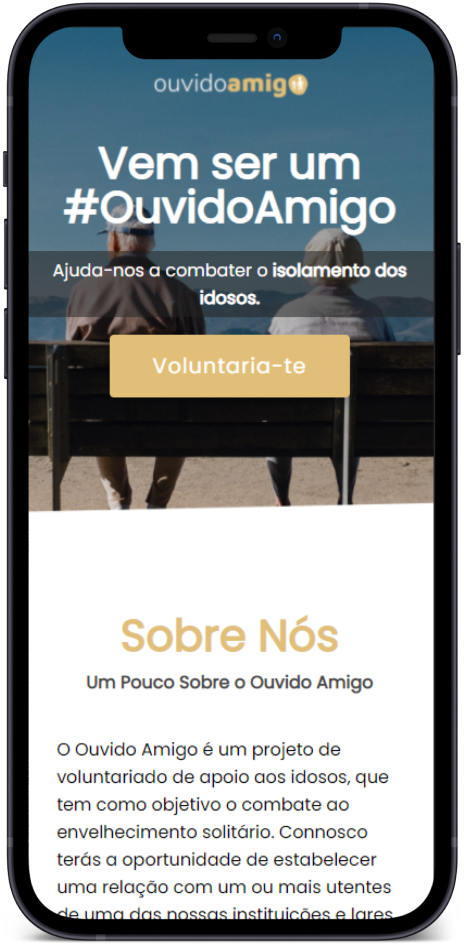 ouvidoamigo
Vem ser um
#OuvidoAmigo
Ajuda-nos a combater o isolamento dos
idosos.
Voluntaria-te
Sobre Nós
Um Pouco Sobre o Ouvido Amigo
O Ouvido Amigo é um projeto de
voluntariado de apoio aos idosos, que
tem como objetivo o combate ao
envelhecimento solitário. Connosco
terás a oportunidade de estabelecer
uma relação com um ou mais utentes
de uma das nossas instituições e lares